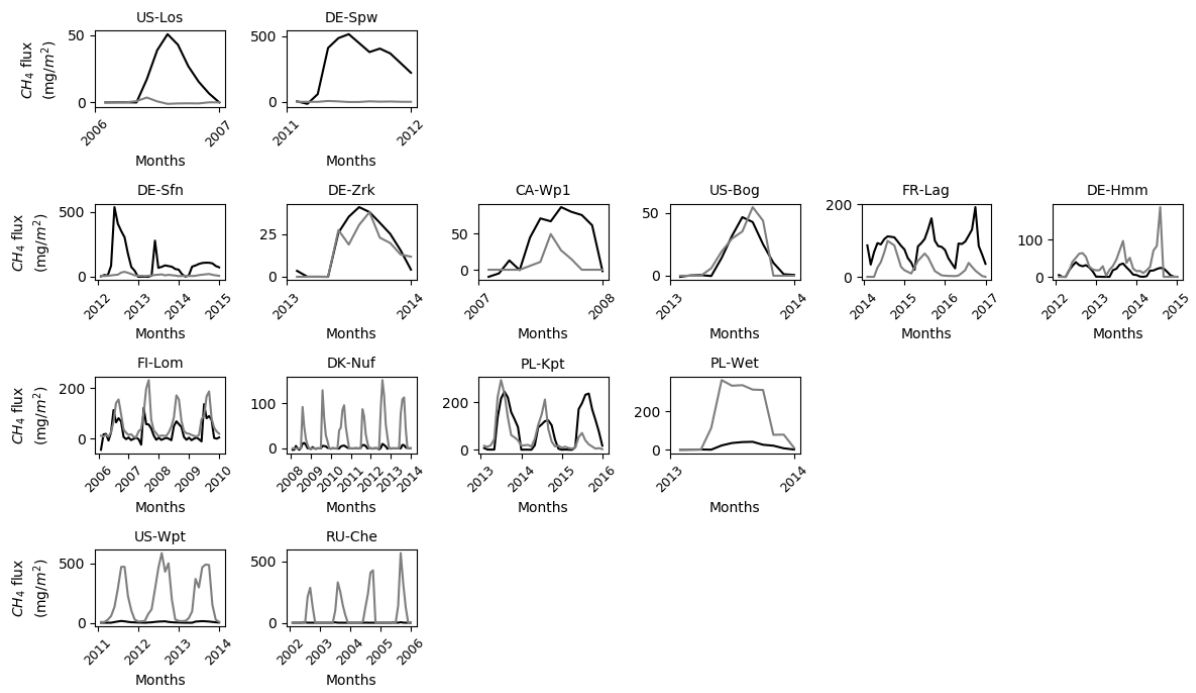 US-Los
DE-Spw
CH₄ flux
(mg/m²)
50
0
2006
2007
Months
500
0
2011
2012
Months
DE-Sfn
DE-Zrk
CA-Wp1
US-Bog
FR-Lag
DE-Hmm
CH₄ flux
(mg/m²)
500
0
2012
2013
2014
2015
Months
25
0
2013
2014
Months
50
0
2007
2008
Months
50
0
2013
2014
Months
200
0
2014
2015
2016
2017
Months
100
0
2012
2013
2014
2015
Months
FI-Lom
DK-Nuf
PL-Kpt
PL-Wet
CH₄ flux
(mg/m²)
200
0
2006
2007
2008
2009
2010
Months
100
0
2008
2009
2010
2011
2012
2013
2014
Months
200
0
2013
2014
2015
2016
Months
200
0
2013
2014
Months
US-Wpt
RU-Che
CH₄ flux
(mg/m²)
500
0
2011
2012
2013
2014
Months
500
0
2002
2003
2004
2005
2006
Months